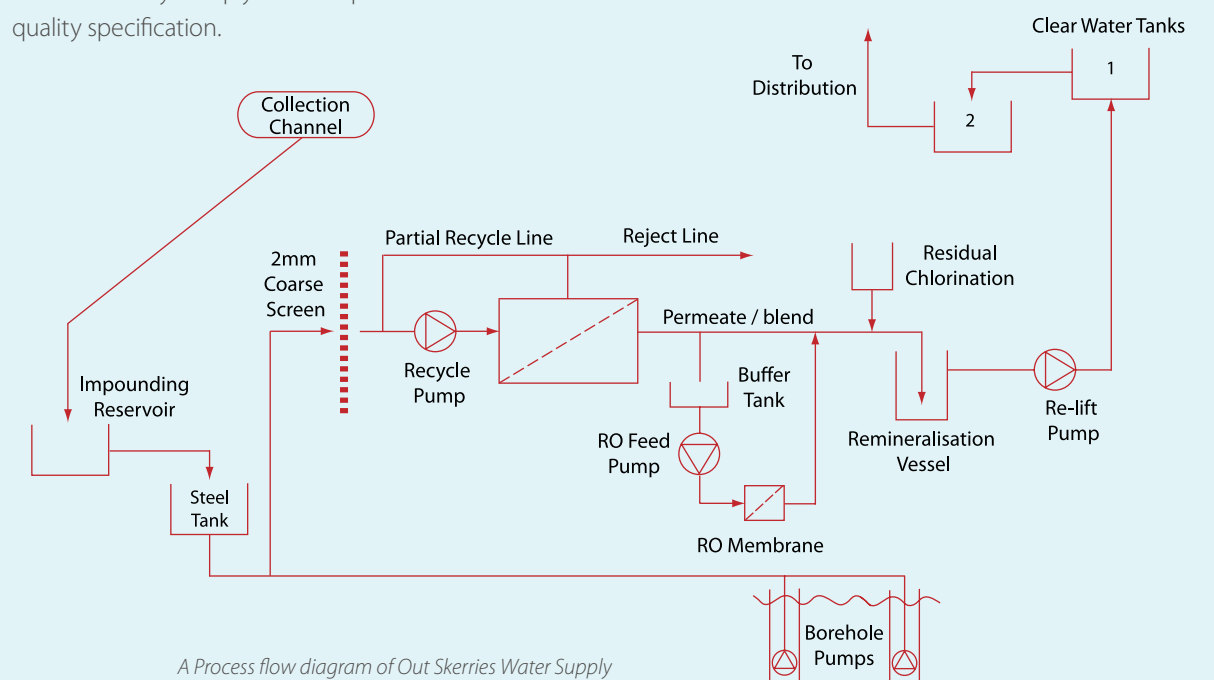 quality specification.
Clear Water Tanks
1
To
Distribution
2
Collection
Channel
Partial Recycle Line
Reject Line
2mm
Coarse
Screen
Residual
Chlorination
Permeate / blend
Recycle
Pump
Buffer
Tank
Impounding
Reservoir
RO Feed
Pump
Remineralisation
Vessel
Re-lift
Pump
Steel
Tank
RO Membrane
Borehole
Pumps
A Process flow diagram of Out Skerries Water Supply